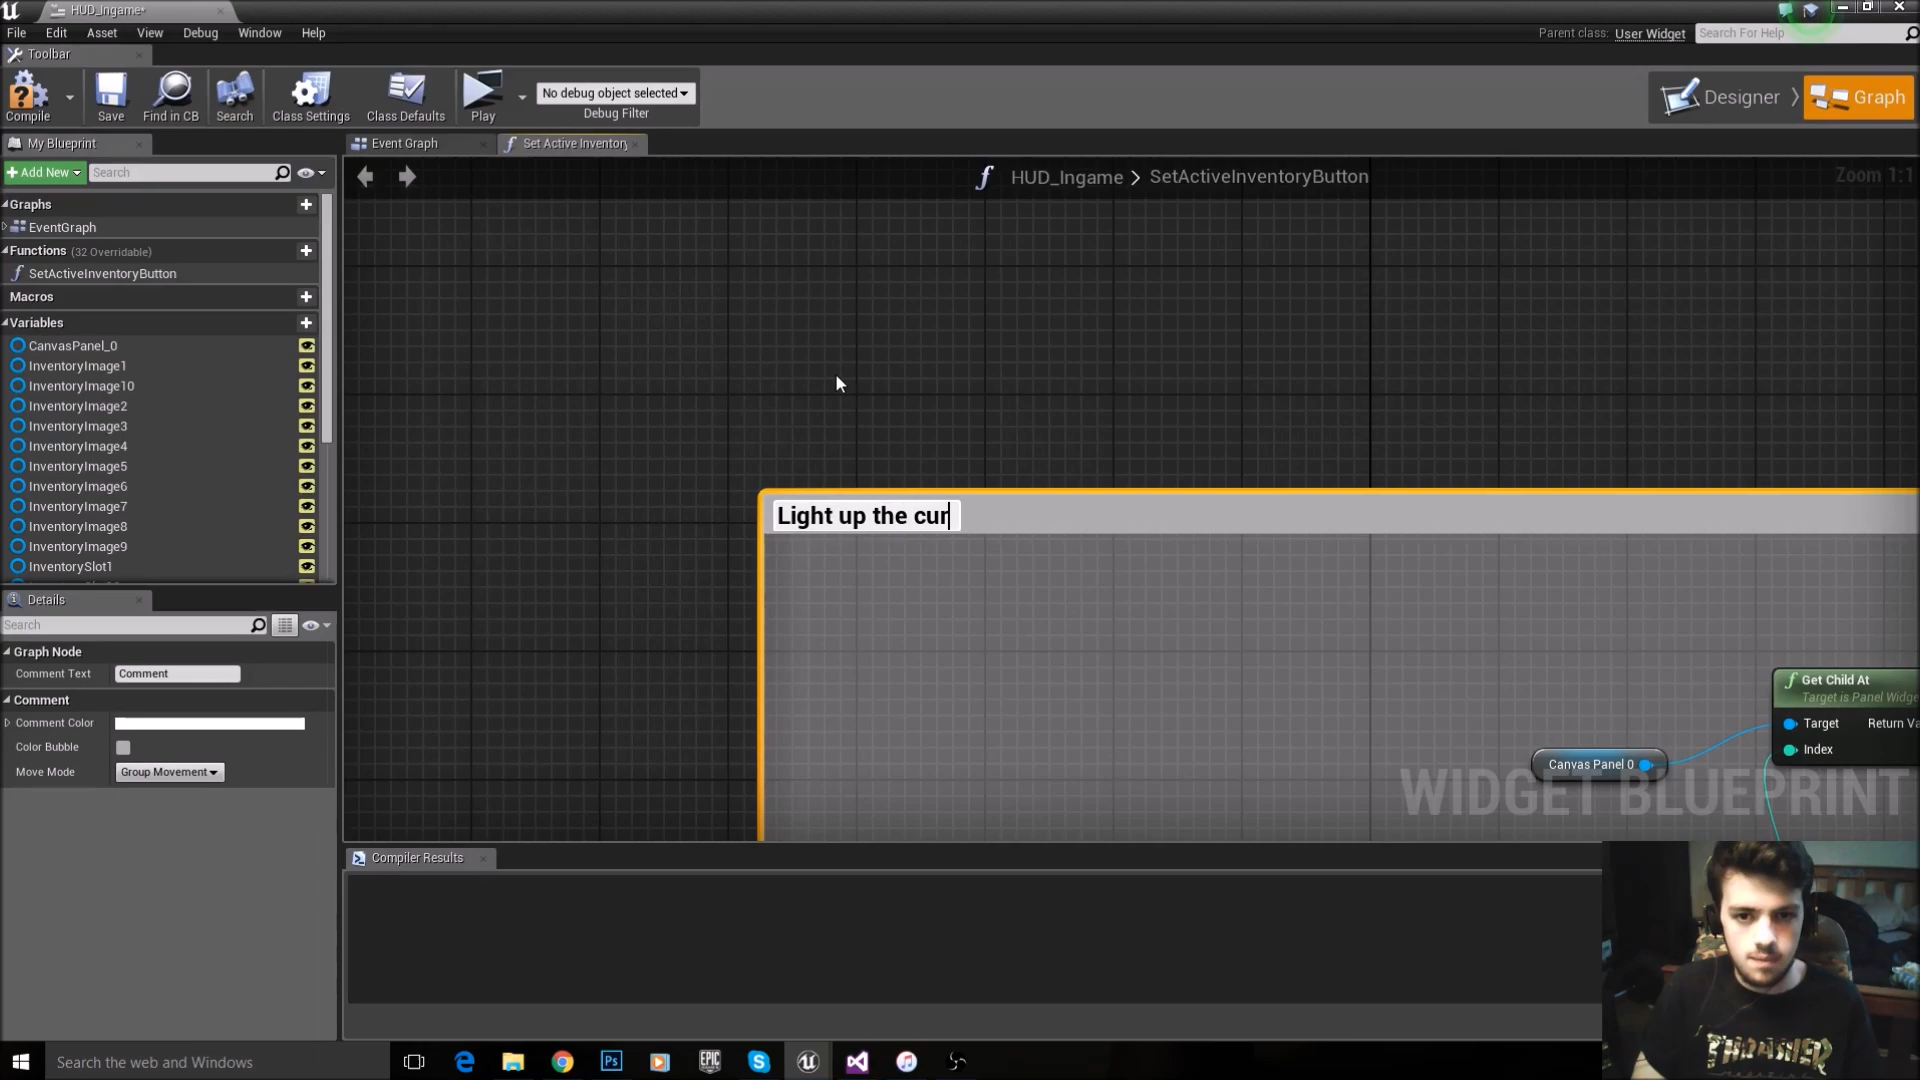 HUD_Ingame*
File Edit Asset View Debug Window Help
Parent class: User Widget Search For Help
Toolbar
Compile Save Find in CB Search Class Settings Class Defaults Play
No debug object selected
Debug Filter
Designer Graph
My Blueprint
Event Graph
Set Active Inventory
Add New Search
HUD_Ingame > SetActiveInventoryButton
Zoom 1:1
Graphs
EventGraph
Functions (32 Overridable)
SetActiveInventoryButton
Macros
Variables
CanvasPanel_0
InventoryImage1
InventoryImage10
InventoryImage2
InventoryImage3
InventoryImage4
InventoryImage5
InventoryImage6
InventoryImage7
InventoryImage8
InventoryImage9
InventorySlot1
Light up the cur
Details
Search
Graph Node
Comment Text Comment
Comment
Comment Color
Color Bubble
Move Mode Group Movement
Get Child At
Target is Panel Widge
Target Return Va
Index
Canvas Panel 0
WIDGET BLUEPRINT
Compiler Results
THRASHER
Search the web and Windows
Ps
EPIC GAMES